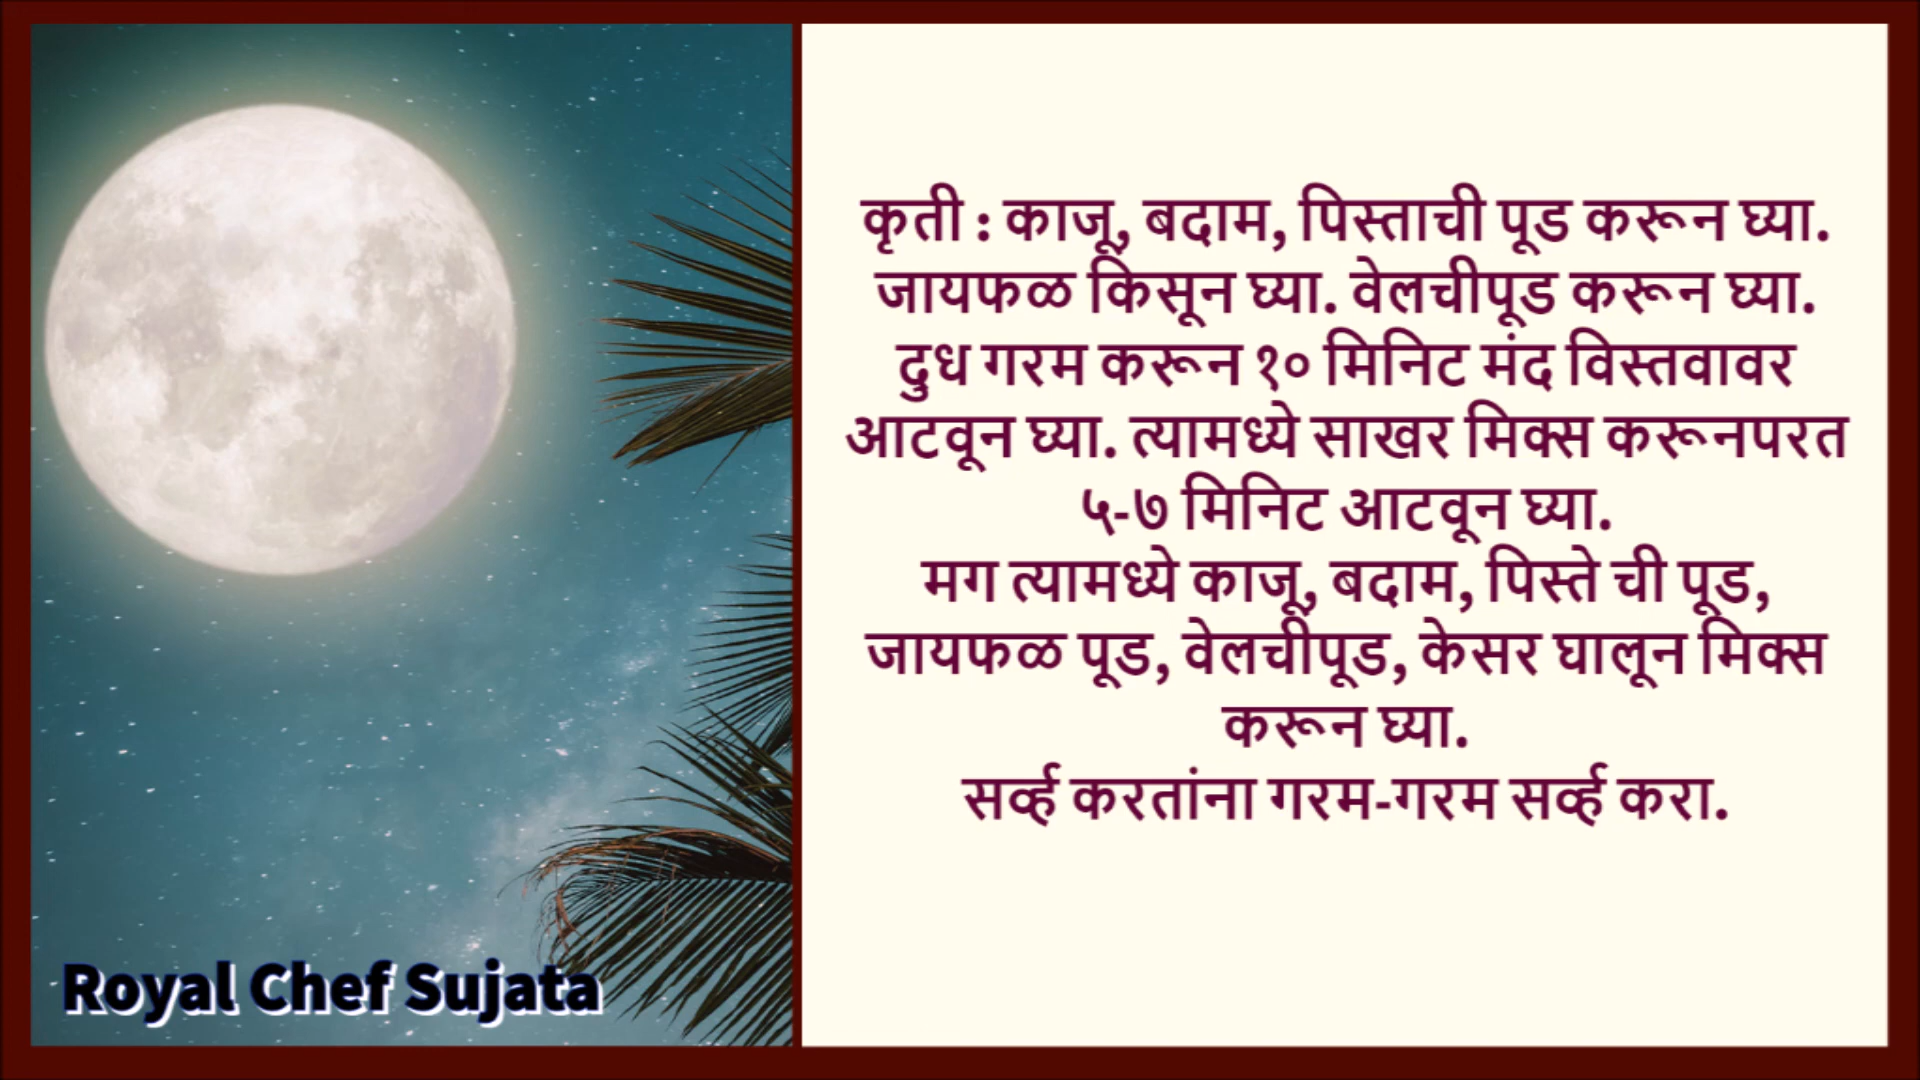 कृती : काजू, बदाम, पिस्ताची पूड करून घ्या.
जायफळ किसून घ्या. वेलचीपूड करून घ्या.
दुध गरम करून १० मिनिट मंद विस्तवावर
आटवून घ्या. त्यामध्ये साखर मिक्स करूनपरत
५-७ मिनिट आटवून घ्या.
मग त्यामध्ये काजू, बदाम, पिस्ते ची पूड,
जायफळ पूड, वेलचीपूड, केसर घालून मिक्स
करून घ्या.
सर्व्ह करतांना गरम-गरम सर्व्ह करा.
Royal Chef Sujata